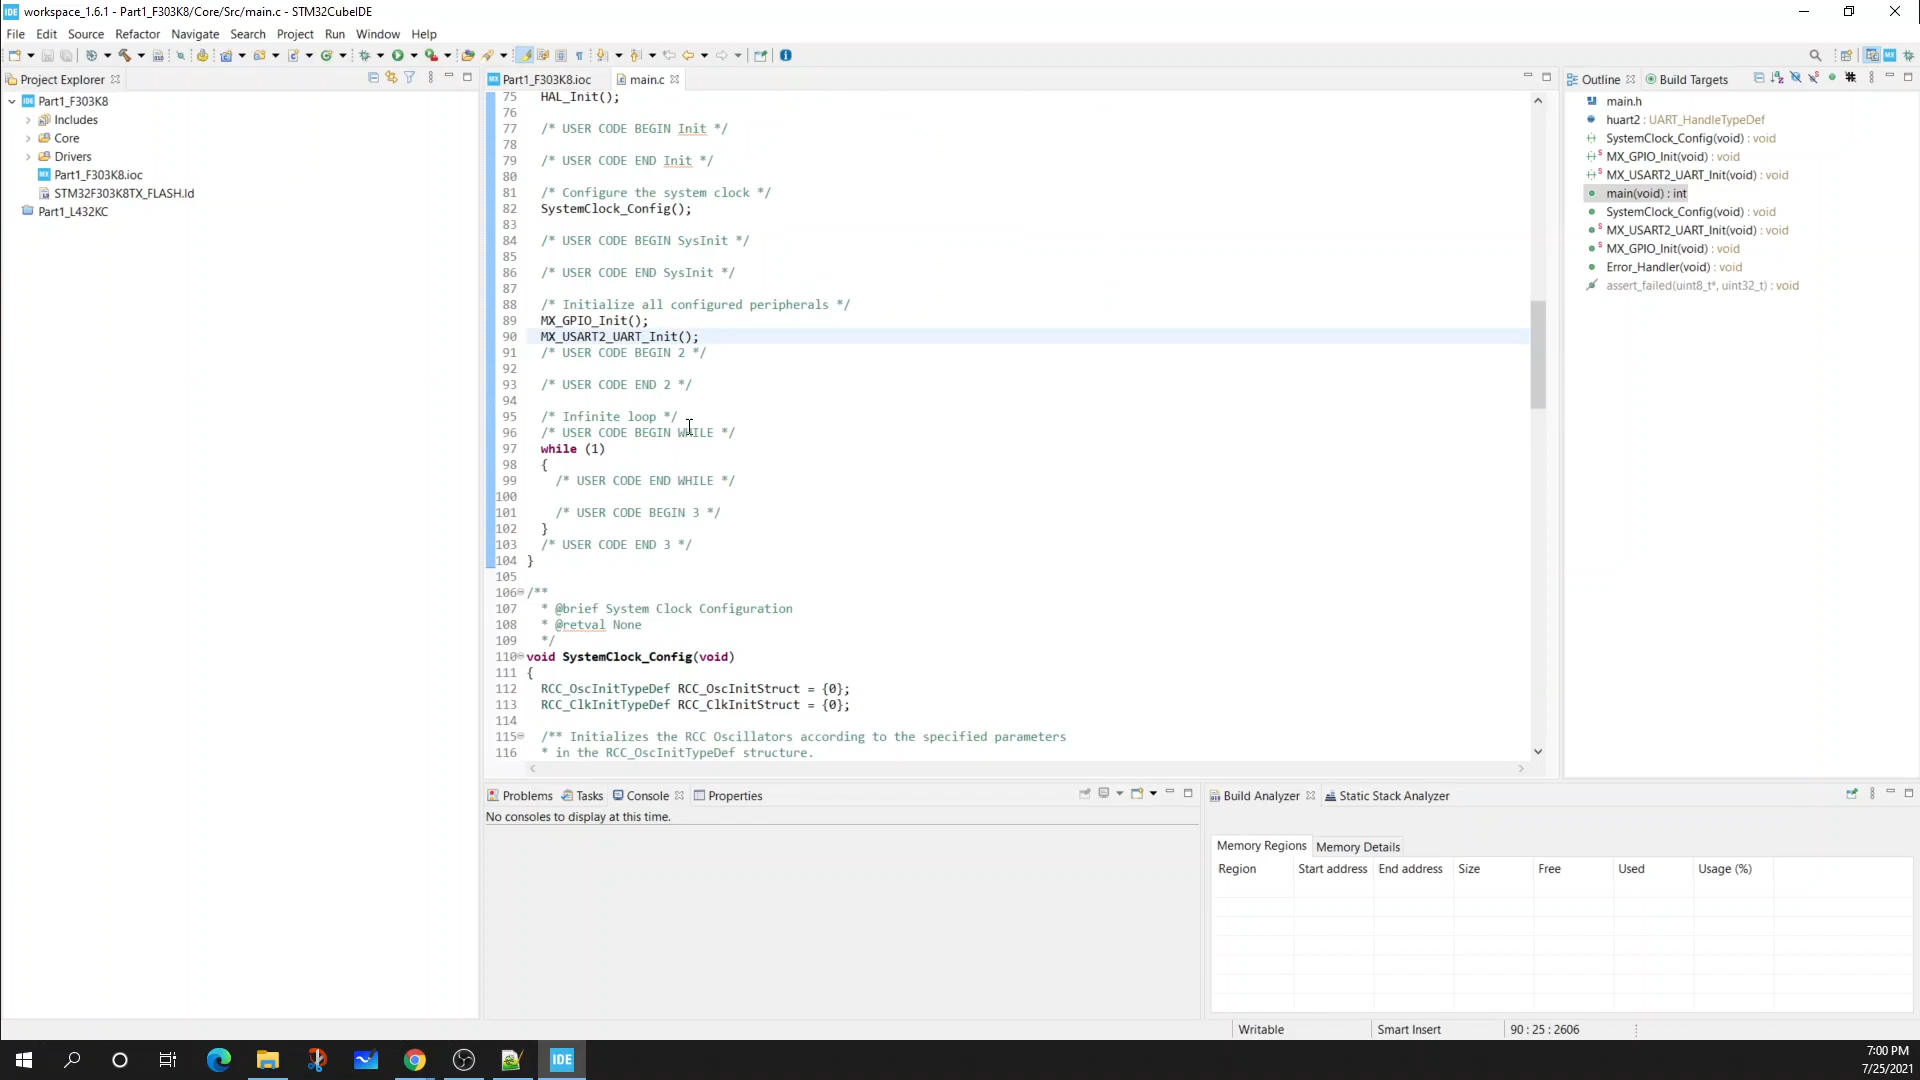 workspace_1.6.1 - Part1_F303K8/Core/Src/main.c - STM32CubeIDE
File Edit Source Refactor Navigate Search Project Run Window Help
Project Explorer
Part1_F303K8
Includes
Core
Drivers
Part1_F303K8.ioc
STM32F303K8TX_FLASH.ld
Part1_L432KC
Part1_F303K8.ioc main.c
75 HAL_Init();
76
77 /* USER CODE BEGIN Init */
78
79 /* USER CODE END Init */
80
81 /* Configure the system clock */
82 SystemClock_Config();
83
84 /* USER CODE BEGIN SysInit */
85
86 /* USER CODE END SysInit */
87
88 /* Initialize all configured peripherals */
89 MX_GPIO_Init();
90 MX_USART2_UART_Init();
91 /* USER CODE BEGIN 2 */
92
93 /* USER CODE END 2 */
94
95 /* Infinite loop */
96 /* USER CODE BEGIN WHILE */
97 while (1)
98 {
99 /* USER CODE END WHILE */
100
101 /* USER CODE BEGIN 3 */
102 }
103 /* USER CODE END 3 */
104 }
105
106 /**
107 * @brief System Clock Configuration
108 * @retval None
109 */
110 void SystemClock_Config(void)
111 {
112 RCC_OscInitTypeDef RCC_OscInitStruct = {0};
113 RCC_ClkInitTypeDef RCC_ClkInitStruct = {0};
114
115 /** Initializes the RCC Oscillators according to the specified parameters
116 * in the RCC_OscInitTypeDef structure.
Outline Build Targets
main.h
huart2 : UART_HandleTypeDef
SystemClock_Config(void) : void
MX_GPIO_Init(void) : void
MX_USART2_UART_Init(void) : void
main(void) : int
SystemClock_Config(void) : void
MX_USART2_UART_Init(void) : void
MX_GPIO_Init(void) : void
Error_Handler(void) : void
assert_failed(uint8_t*, uint32_t) : void
Problems Tasks Console Properties
No consoles to display at this time.
Build Analyzer Static Stack Analyzer
Memory Regions Memory Details
Region Start address End address Size Free Used Usage (%)
Writable Smart Insert 90 : 25 : 2606
IDE
7:00 PM
7/25/2021